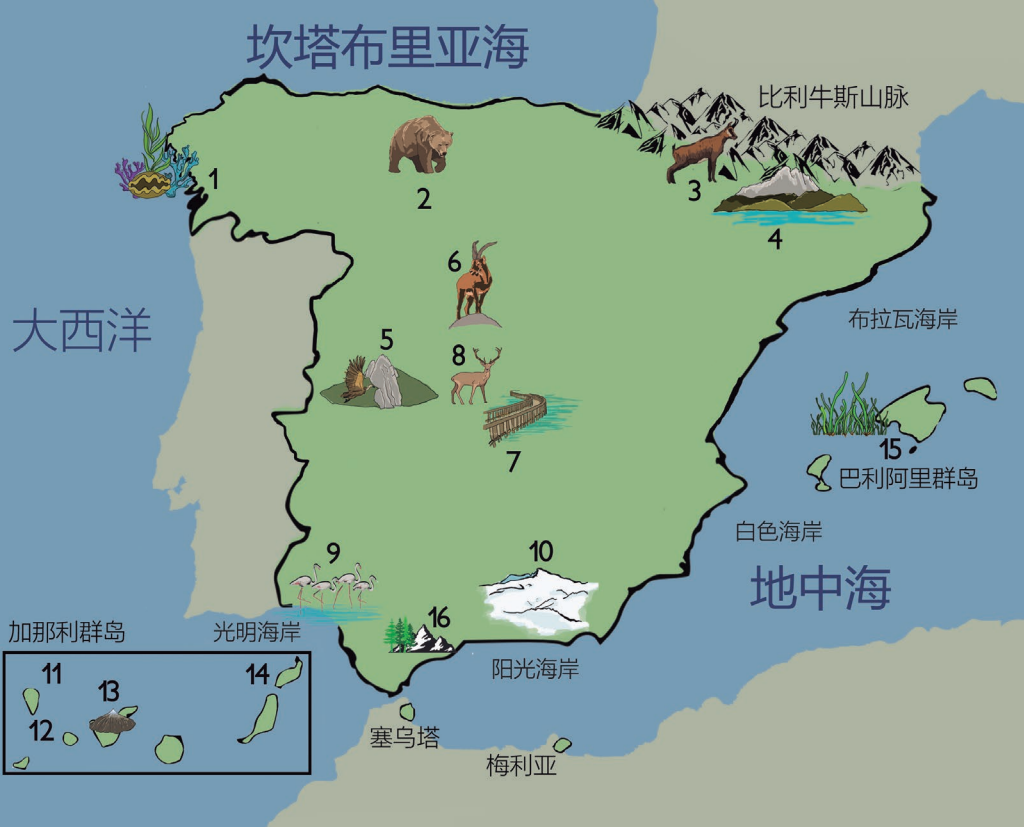 坎塔布里亚海
比利牛斯山脉
1
2
3
4
大西洋
6
布拉瓦海岸
5
8
7
15
巴利阿里群岛
白色海岸
地中海
9
10
16
加那利群岛
光明海岸
阳光海岸
11
13
14
12
塞乌塔
梅利亚